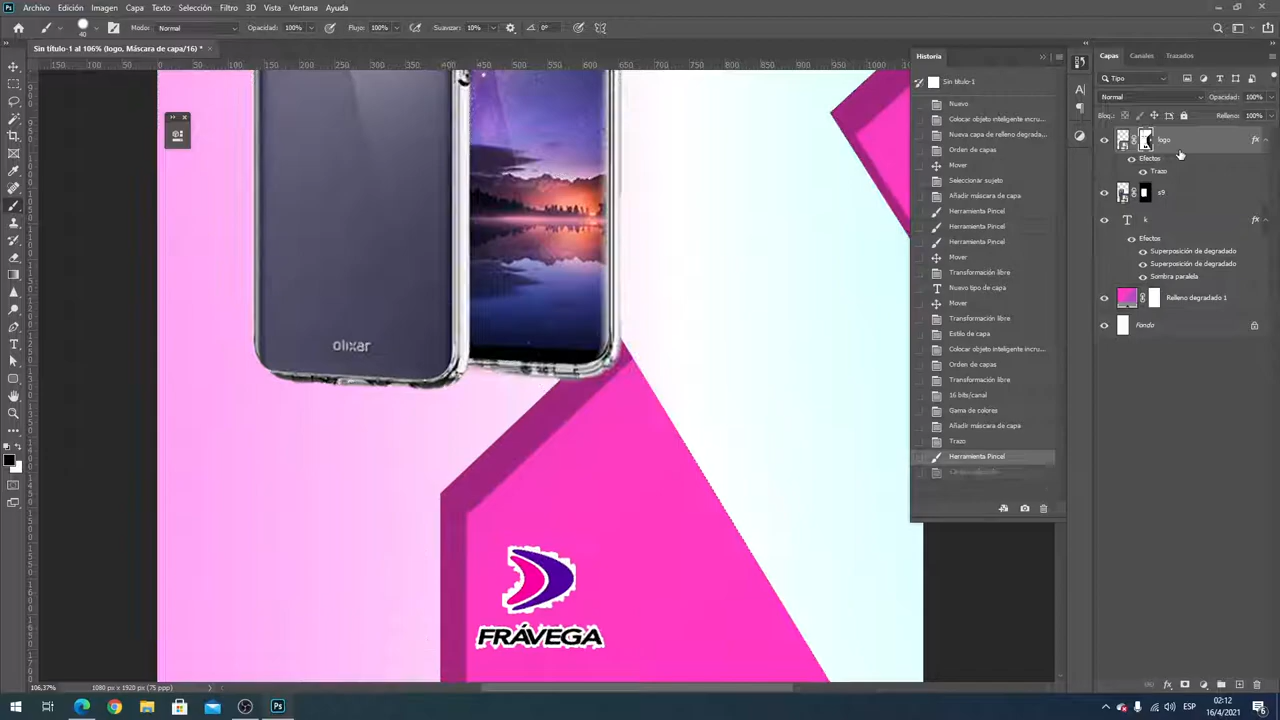 Archivo Edición Imagen Capa Texto Selección Filtro 3D Vista Ventana Ayuda
40 Modo: Normal Opacidad: 100% Flujo: 100% Suavizar: 10% 0°
Sin título-1 al 106% (logo, Máscara de capa/16) *
Historia
Sin título-1
Nuevo
Colocar objeto inteligente incru...
Nueva capa de relleno degrada...
Orden de capas
Mover
Seleccionar sujeto
Añadir máscara de capa
Herramienta Pincel
Herramienta Pincel
Herramienta Pincel
Mover
Transformación libre
Nuevo tipo de capa
Mover
Transformación libre
Estilo de capa
Colocar objeto inteligente incru...
Orden de capas
Transformación libre
16 bits/canal
Gama de colores
Añadir máscara de capa
Trazo
Herramienta Pincel
Capas Canales Trazados
Tipo
Normal Opacidad: 100%
Bloq.: Relleno: 100%
logo fx
Efectos
Trazo
s9
k fx
Efectos
Superposición de degradado
Superposición de degradado
Sombra paralela
Relleno degradado 1
Fondo
olixar
FRÁVEGA
106,37% 1080 px x 1920 px (75 ppp)
ESP
02:12
16/4/2021